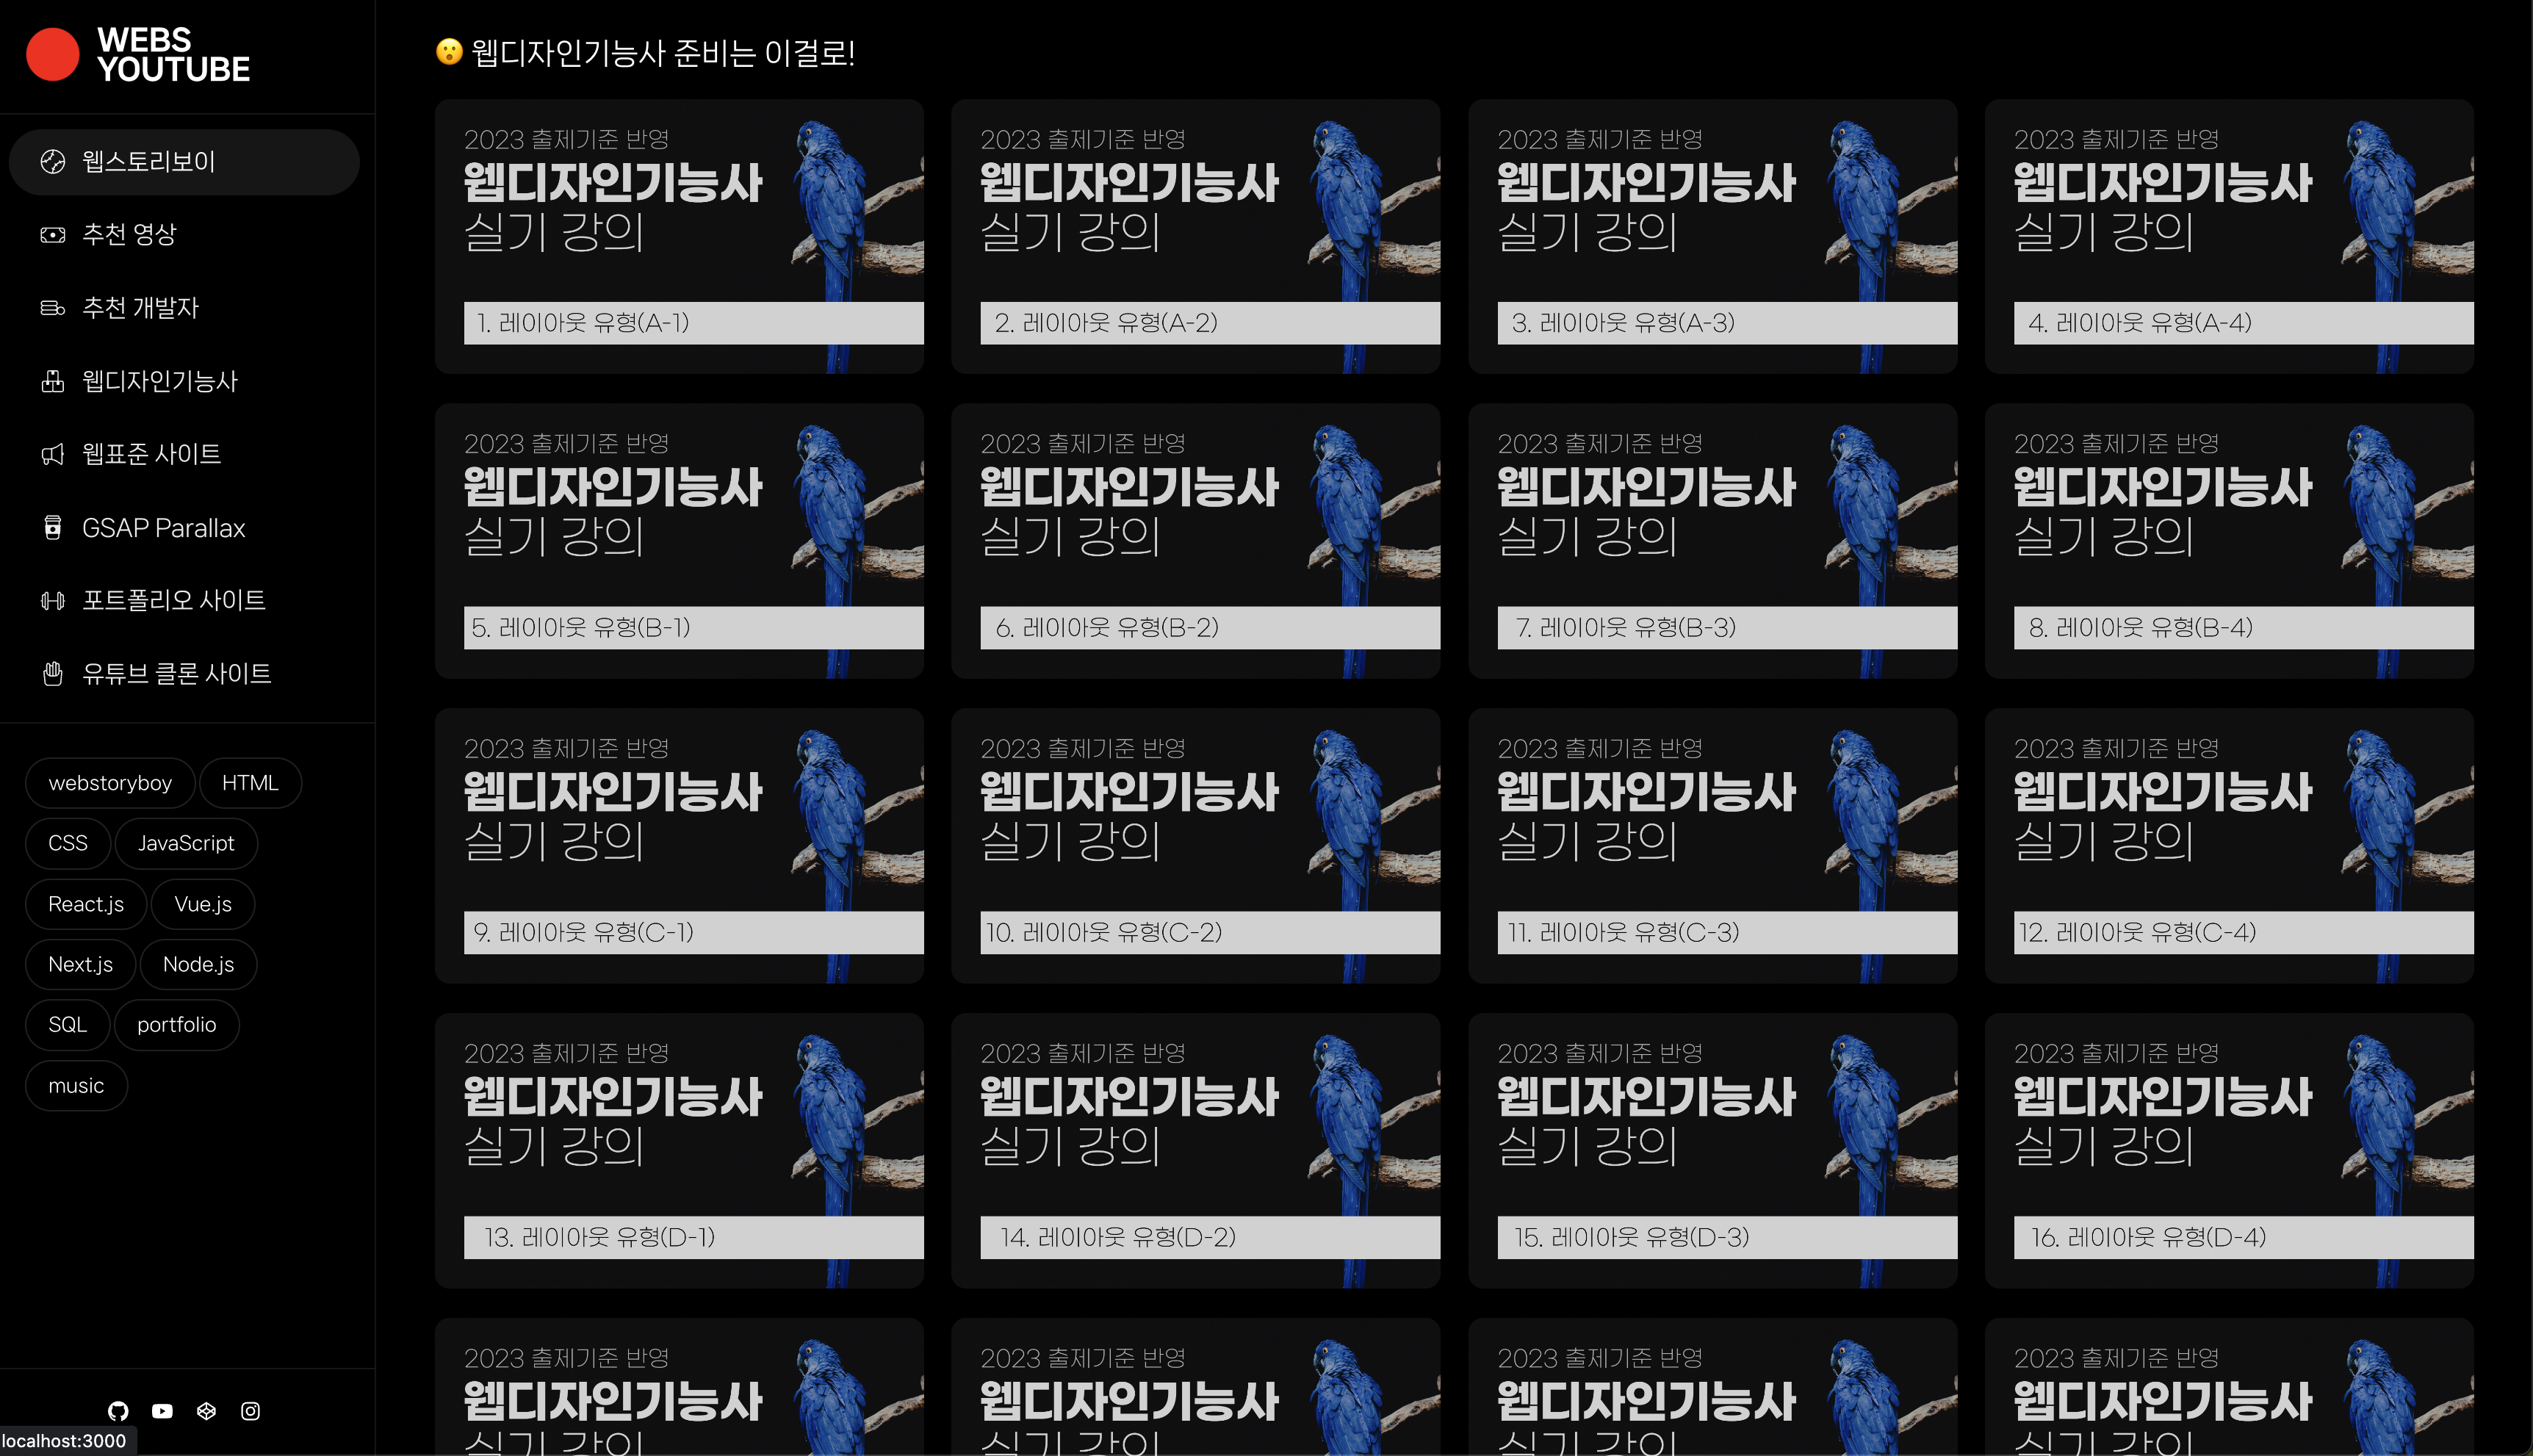 WEBS
YOUTUBE
웹스토리보이
추천 영상
추천 개발자
웹디자인기능사
웹표준 사이트
GSAP Parallax
포트폴리오 사이트
유튜브 클론 사이트
webstoryboy
HTML
CSS
JavaScript
React.js
Vue.js
Next.js
Node.js
SQL
portfolio
music
localhost:3000
😮 웹디자인기능사 준비는 이걸로!
2023 출제기준 반영
웹디자인기능사
실기 강의
1. 레이아웃 유형(A-1)
2023 출제기준 반영
웹디자인기능사
실기 강의
2. 레이아웃 유형(A-2)
2023 출제기준 반영
웹디자인기능사
실기 강의
3. 레이아웃 유형(A-3)
2023 출제기준 반영
웹디자인기능사
실기 강의
4. 레이아웃 유형(A-4)
2023 출제기준 반영
웹디자인기능사
실기 강의
5. 레이아웃 유형(B-1)
2023 출제기준 반영
웹디자인기능사
실기 강의
6. 레이아웃 유형(B-2)
2023 출제기준 반영
웹디자인기능사
실기 강의
7. 레이아웃 유형(B-3)
2023 출제기준 반영
웹디자인기능사
실기 강의
8. 레이아웃 유형(B-4)
2023 출제기준 반영
웹디자인기능사
실기 강의
9. 레이아웃 유형(C-1)
2023 출제기준 반영
웹디자인기능사
실기 강의
10. 레이아웃 유형(C-2)
2023 출제기준 반영
웹디자인기능사
실기 강의
11. 레이아웃 유형(C-3)
2023 출제기준 반영
웹디자인기능사
실기 강의
12. 레이아웃 유형(C-4)
2023 출제기준 반영
웹디자인기능사
실기 강의
13. 레이아웃 유형(D-1)
2023 출제기준 반영
웹디자인기능사
실기 강의
14. 레이아웃 유형(D-2)
2023 출제기준 반영
웹디자인기능사
실기 강의
15. 레이아웃 유형(D-3)
2023 출제기준 반영
웹디자인기능사
실기 강의
16. 레이아웃 유형(D-4)
2023 출제기준 반영
웹디자인기능사
실기 강의
2023 출제기준 반영
웹디자인기능사
실기 강의
2023 출제기준 반영
웹디자인기능사
실기 강의
2023 출제기준 반영
웹디자인기능사
실기 강의